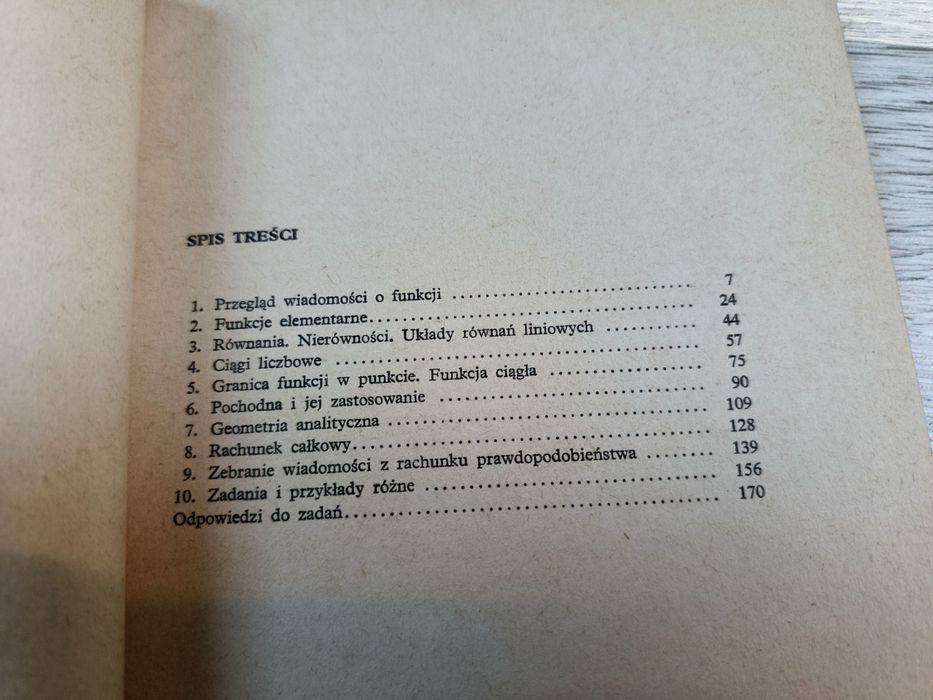 SPIS TREŚCI
1. Przegląd wiadomości o funkcji .............................. 7
2. Funkcje elementarne........................................ 24
3. Równania. Nierówności. Układy równań liniowych ........... 44
4. Ciągi liczbowe ............................................ 57
5. Granica funkcji w punkcie. Funkcja ciągła ................. 75
6. Pochodna i jej zastosowanie ............................... 90
7. Geometria analityczna ..................................... 109
8. Rachunek całkowy........................................... 128
9. Zebranie wiadomości z rachunku prawdopodobieństwa ........ 139
10. Zadania i przykłady różne ................................ 156
Odpowiedzi do zadań........................................... 170